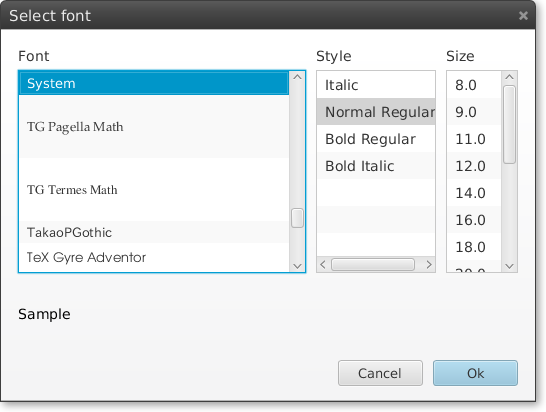 Select font
Font
Style
Size
System
TG Pagella Math
TG Termes Math
TakaoPGothic
TeX Gyre Adventor
Italic
Normal Regular
Bold Regular
Bold Italic
8.0
9.0
11.0
12.0
14.0
16.0
18.0
20.0
Sample
Cancel
Ok